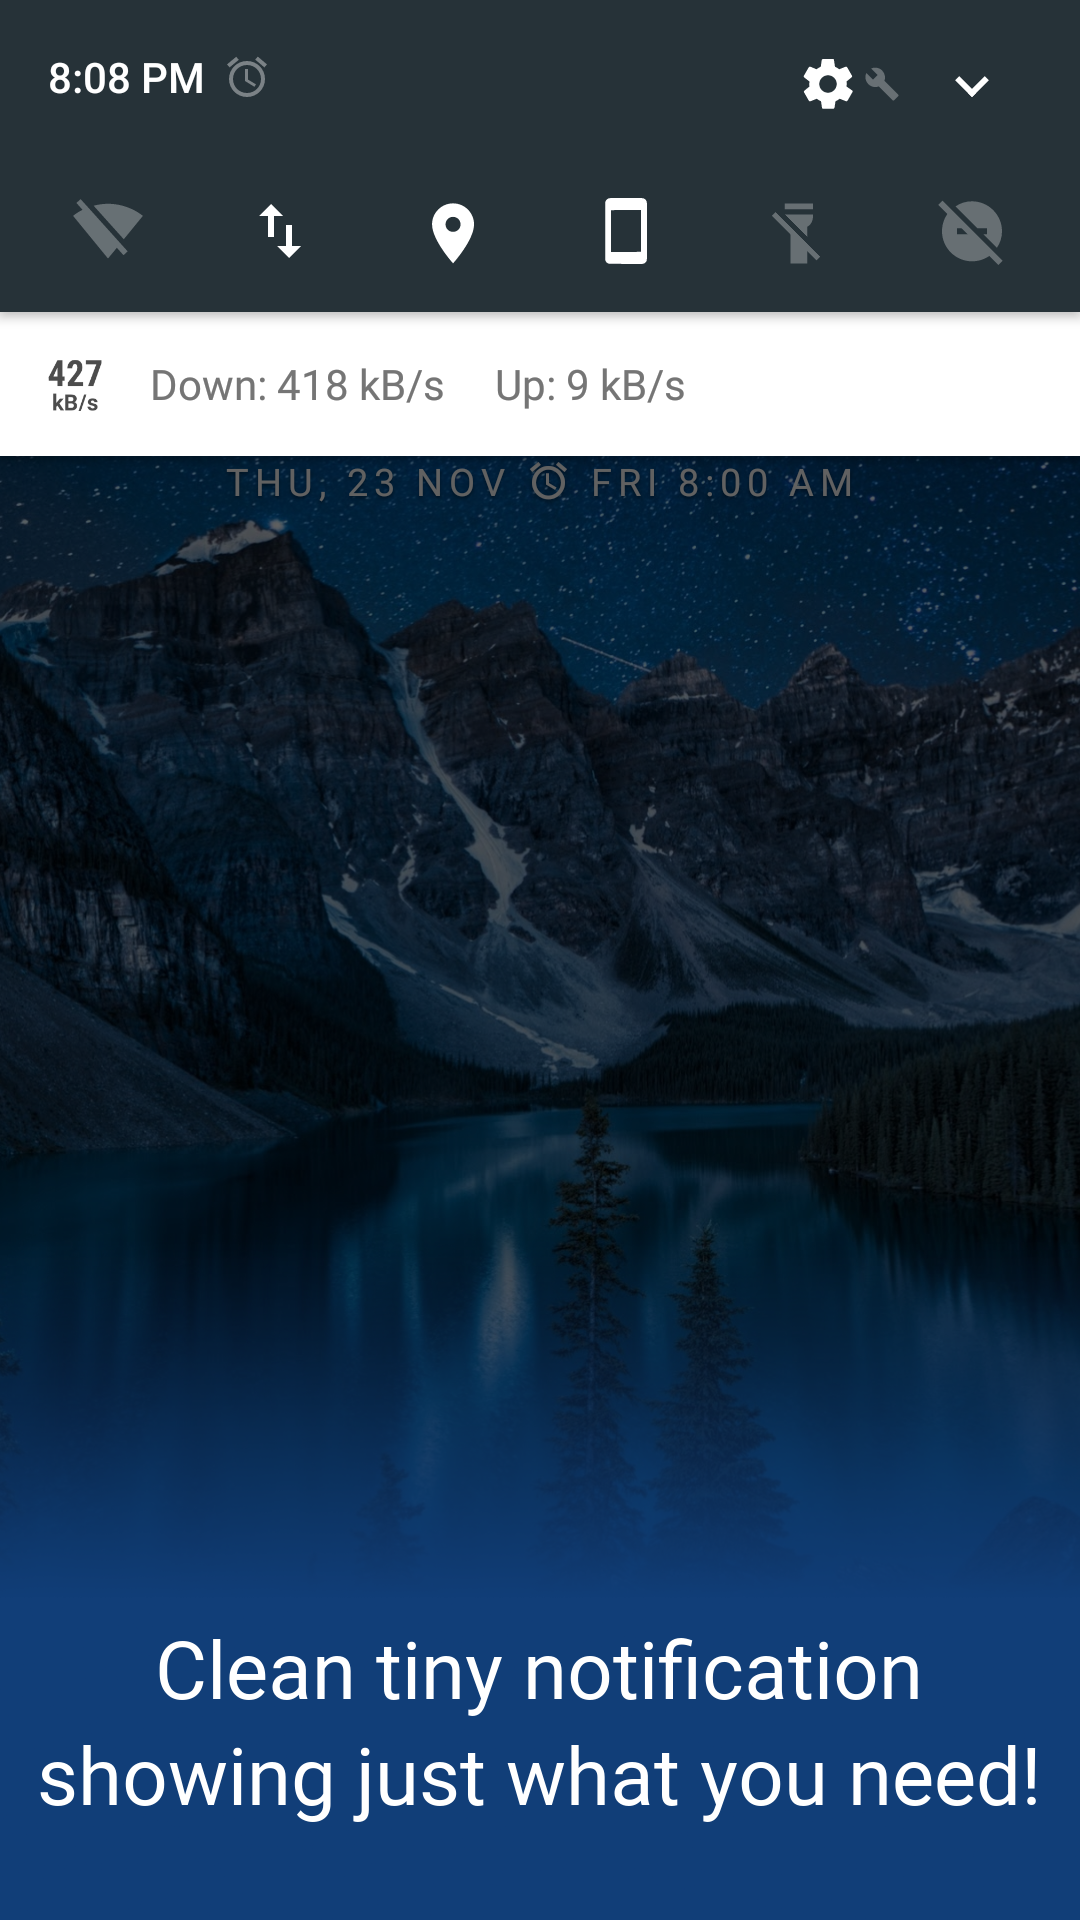 8:08 PM
427
kB/s
Down: 418 kB/s Up: 9 kB/s
THU, 23 NOV FRI 8:00 AM
Clean tiny notification
showing just what you need!